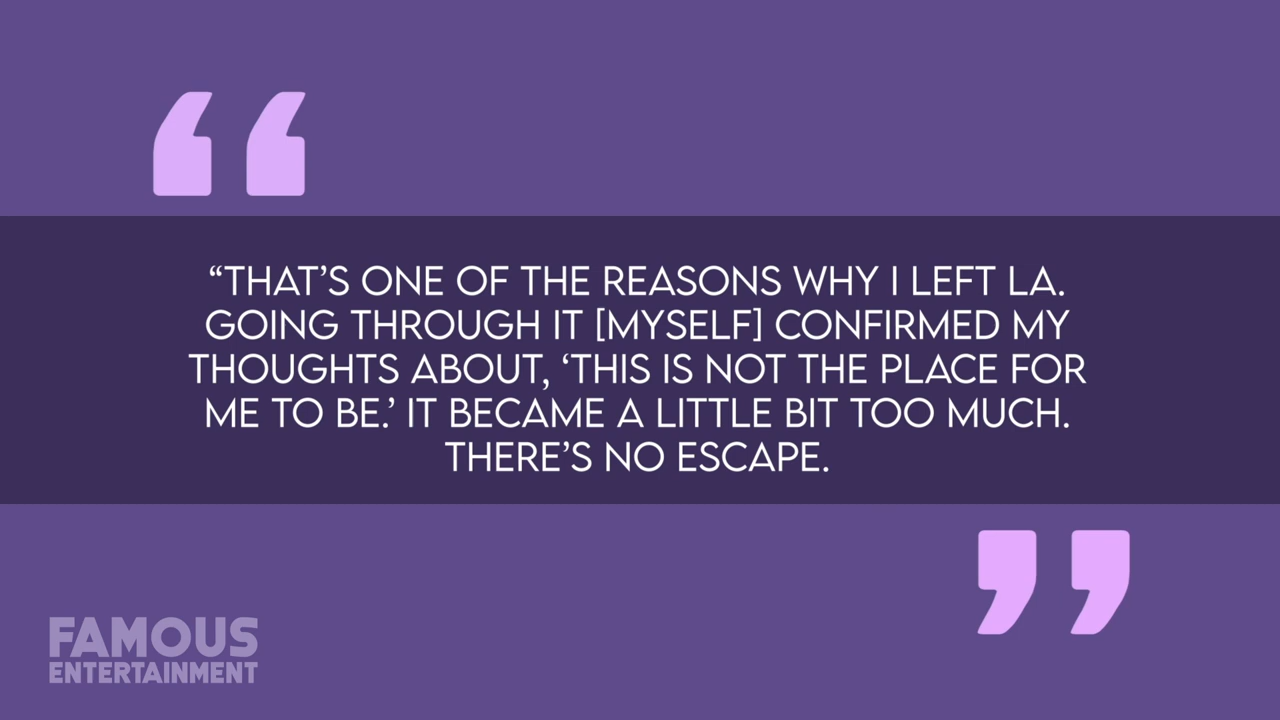 “THAT’S ONE OF THE REASONS WHY I LEFT LA.
GOING THROUGH IT [MYSELF] CONFIRMED MY
THOUGHTS ABOUT, ‘THIS IS NOT THE PLACE FOR
ME TO BE.’ IT BECAME A LITTLE BIT TOO MUCH.
THERE’S NO ESCAPE.
FAMOUS
ENTERTAINMENT